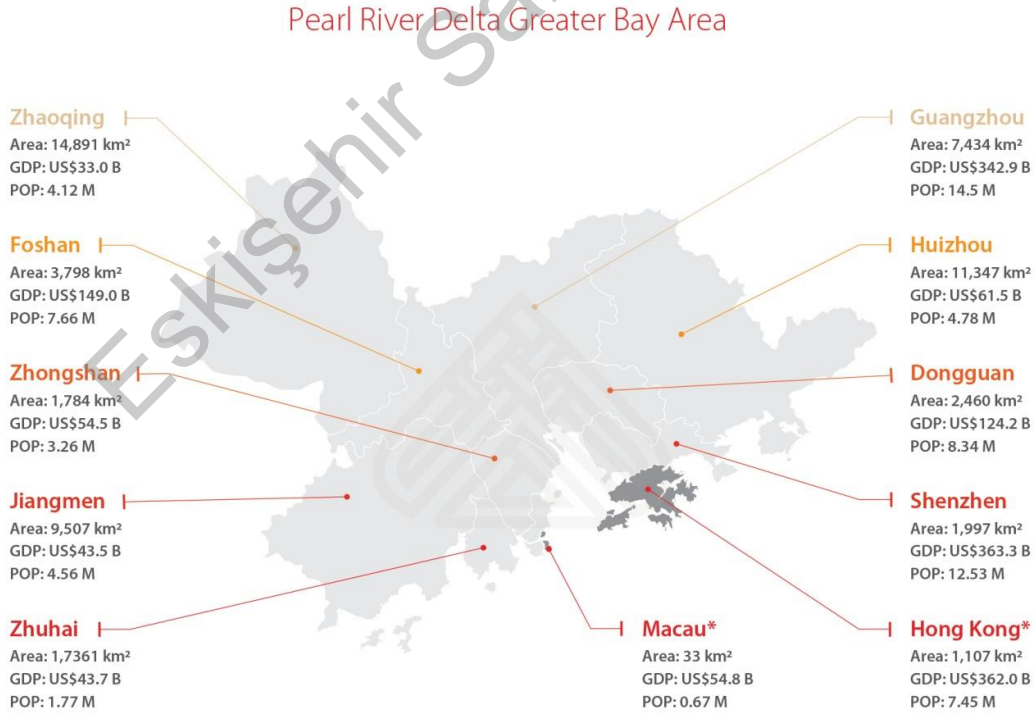 Pearl River Delta Greater Bay Area
Eskişehir Sa
Zhaoqing
Area: 14,891 km²
GDP: US$33.0 B
POP: 4.12 M
Foshan
Area: 3,798 km²
GDP: US$149.0 B
POP: 7.66 M
Zhongshan
Area: 1,784 km²
GDP: US$54.5 B
POP: 3.26 M
Jiangmen
Area: 9,507 km²
GDP: US$43.5 B
POP: 4.56 M
Zhuhai
Area: 1,7361 km²
GDP: US$43.7 B
POP: 1.77 M
Macau*
Area: 33 km²
GDP: US$54.8 B
POP: 0.67 M
Guangzhou
Area: 7,434 km²
GDP: US$342.9 B
POP: 14.5 M
Huizhou
Area: 11,347 km²
GDP: US$61.5 B
POP: 4.78 M
Dongguan
Area: 2,460 km²
GDP: US$124.2 B
POP: 8.34 M
Shenzhen
Area: 1,997 km²
GDP: US$363.3 B
POP: 12.53 M
Hong Kong*
Area: 1,107 km²
GDP: US$362.0 B
POP: 7.45 M